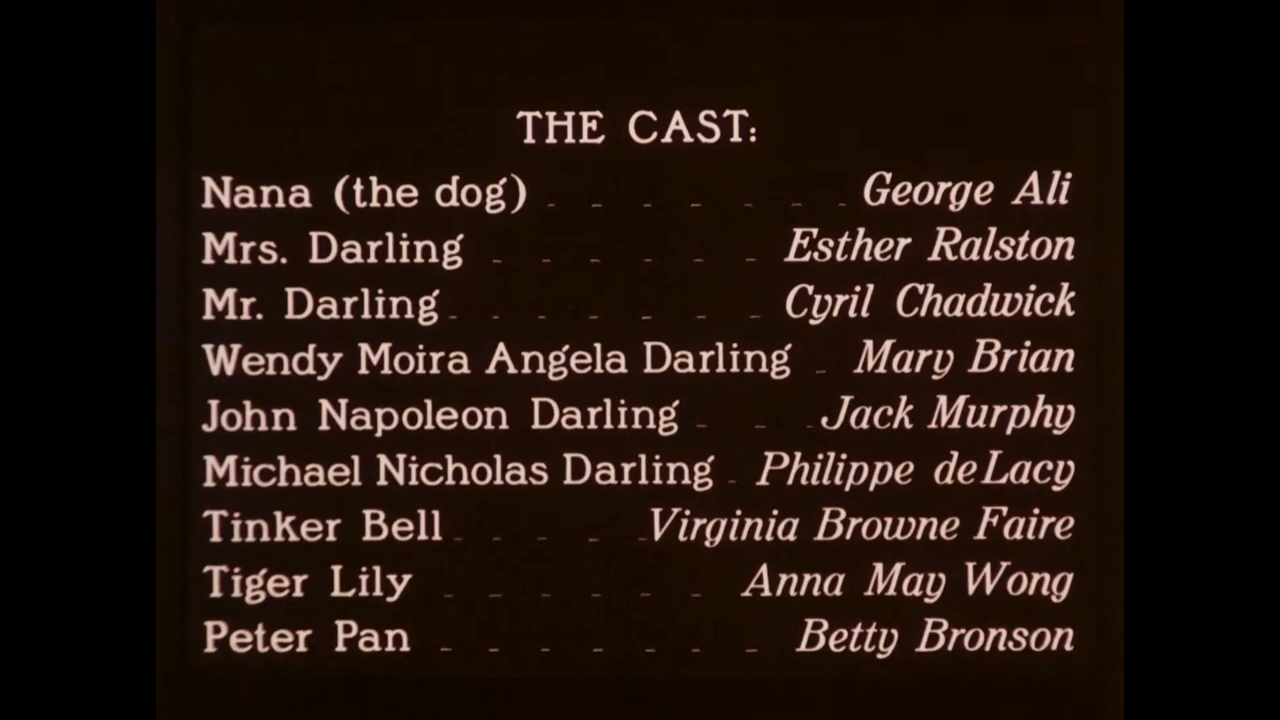 THE CAST:
Nana (the dog) . _ _ _ _ _ . George Ali
Mrs. Darling _ _ _ _ _ _ Esther Ralston
Mr. Darling . _ _ _ _ _ _ Cyril Chadwick
Wendy Moira Angela Darling _ Mary Brian
John Napoleon Darling _ _ . Jack Murphy
Michael Nicholas Darling _ Philippe de Lacy
Tinker Bell _ _ _ _ _ Virginia Browne Faire
Tiger Lily _ _ _ _ _ _ Anna May Wong
Peter Pan _ _ _ _ _ _ _ Betty Bronson